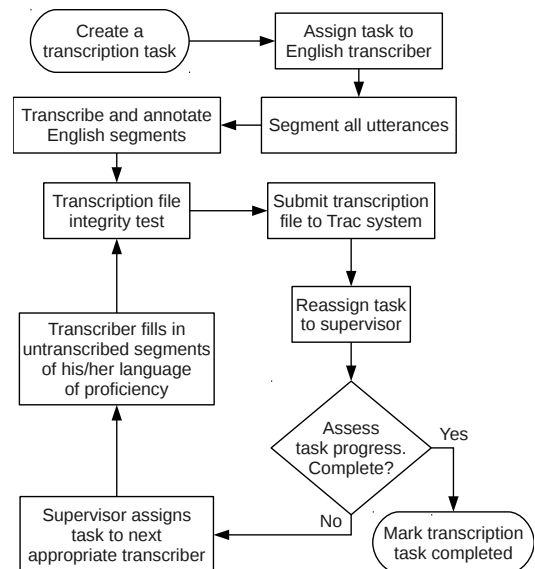 Create a
transcription task
Assign task to
English transcriber
Segment all utterances
Transcribe and annotate
English segments
Transcription file
integrity test
Submit transcription
file to Trac system
Reassign task
to supervisor
Assess
task progress.
Complete?
Yes
No
Mark transcription
task completed
Supervisor assigns
task to next
appropriate transcriber
Transcriber fills in
untranscribed segments
of his/her language
of proficiency